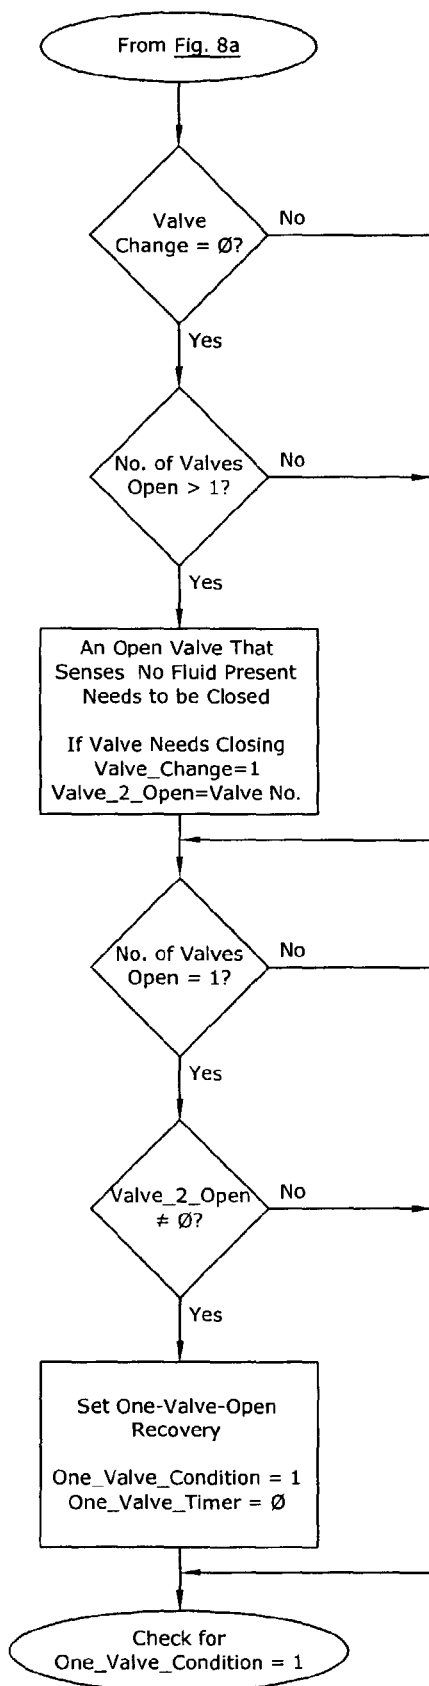 From Fig. 8a
Valve
Change = Ø?
No
Yes
No. of Valves
Open > 1?
No
Yes
An Open Valve That
Senses No Fluid Present
Needs to be Closed
If Valve Needs Closing
Valve_Change=1
Valve_2_Open=Valve No.
No. of Valves
Open = 1?
No
Yes
Valve_2_Open
≠ Ø?
No
Yes
Set One-Valve-Open
Recovery
One_Valve_Condition = 1
One_Valve_Timer = Ø
Check for
One_Valve_Condition = 1